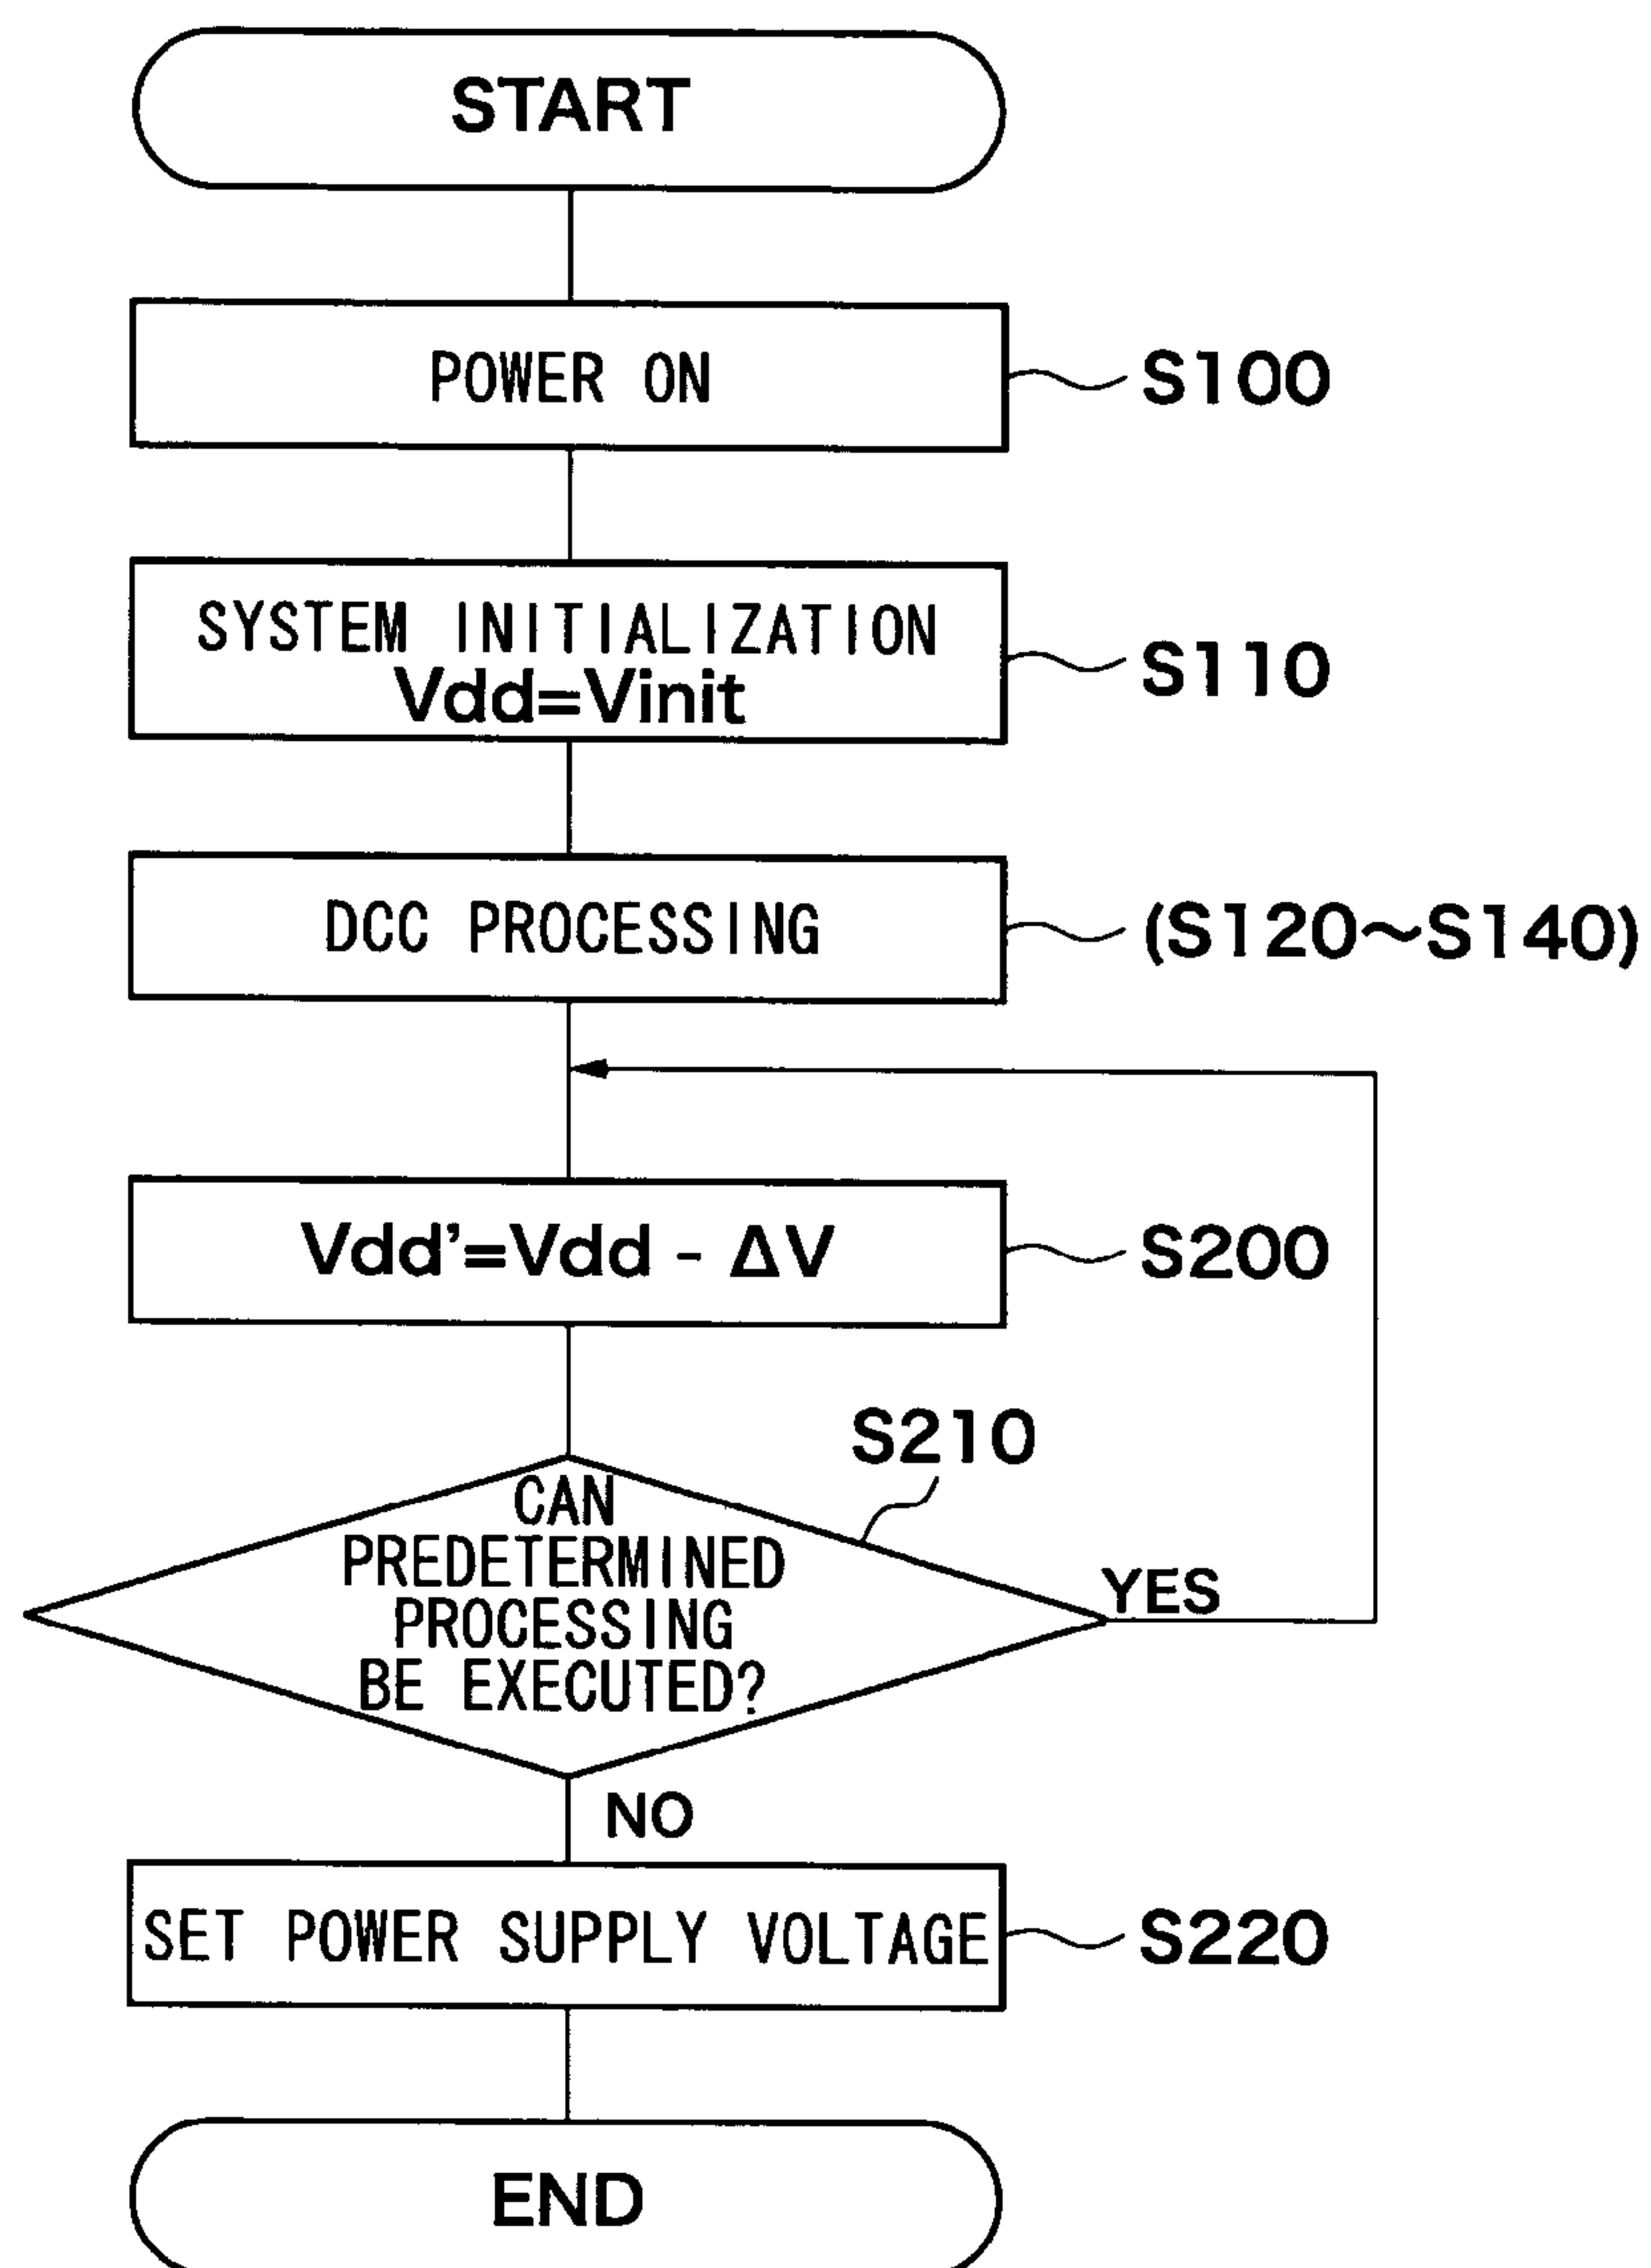 START
POWER ON
S100
SYSTEM INITIALIZATION
Vdd=Vinit
S110
DCC PROCESSING
(S120~S140)
Vdd'=Vdd - ΔV
S200
S210
CAN
PREDETERMINED
PROCESSING
BE EXECUTED?
YES
NO
SET POWER SUPPLY VOLTAGE
S220
END